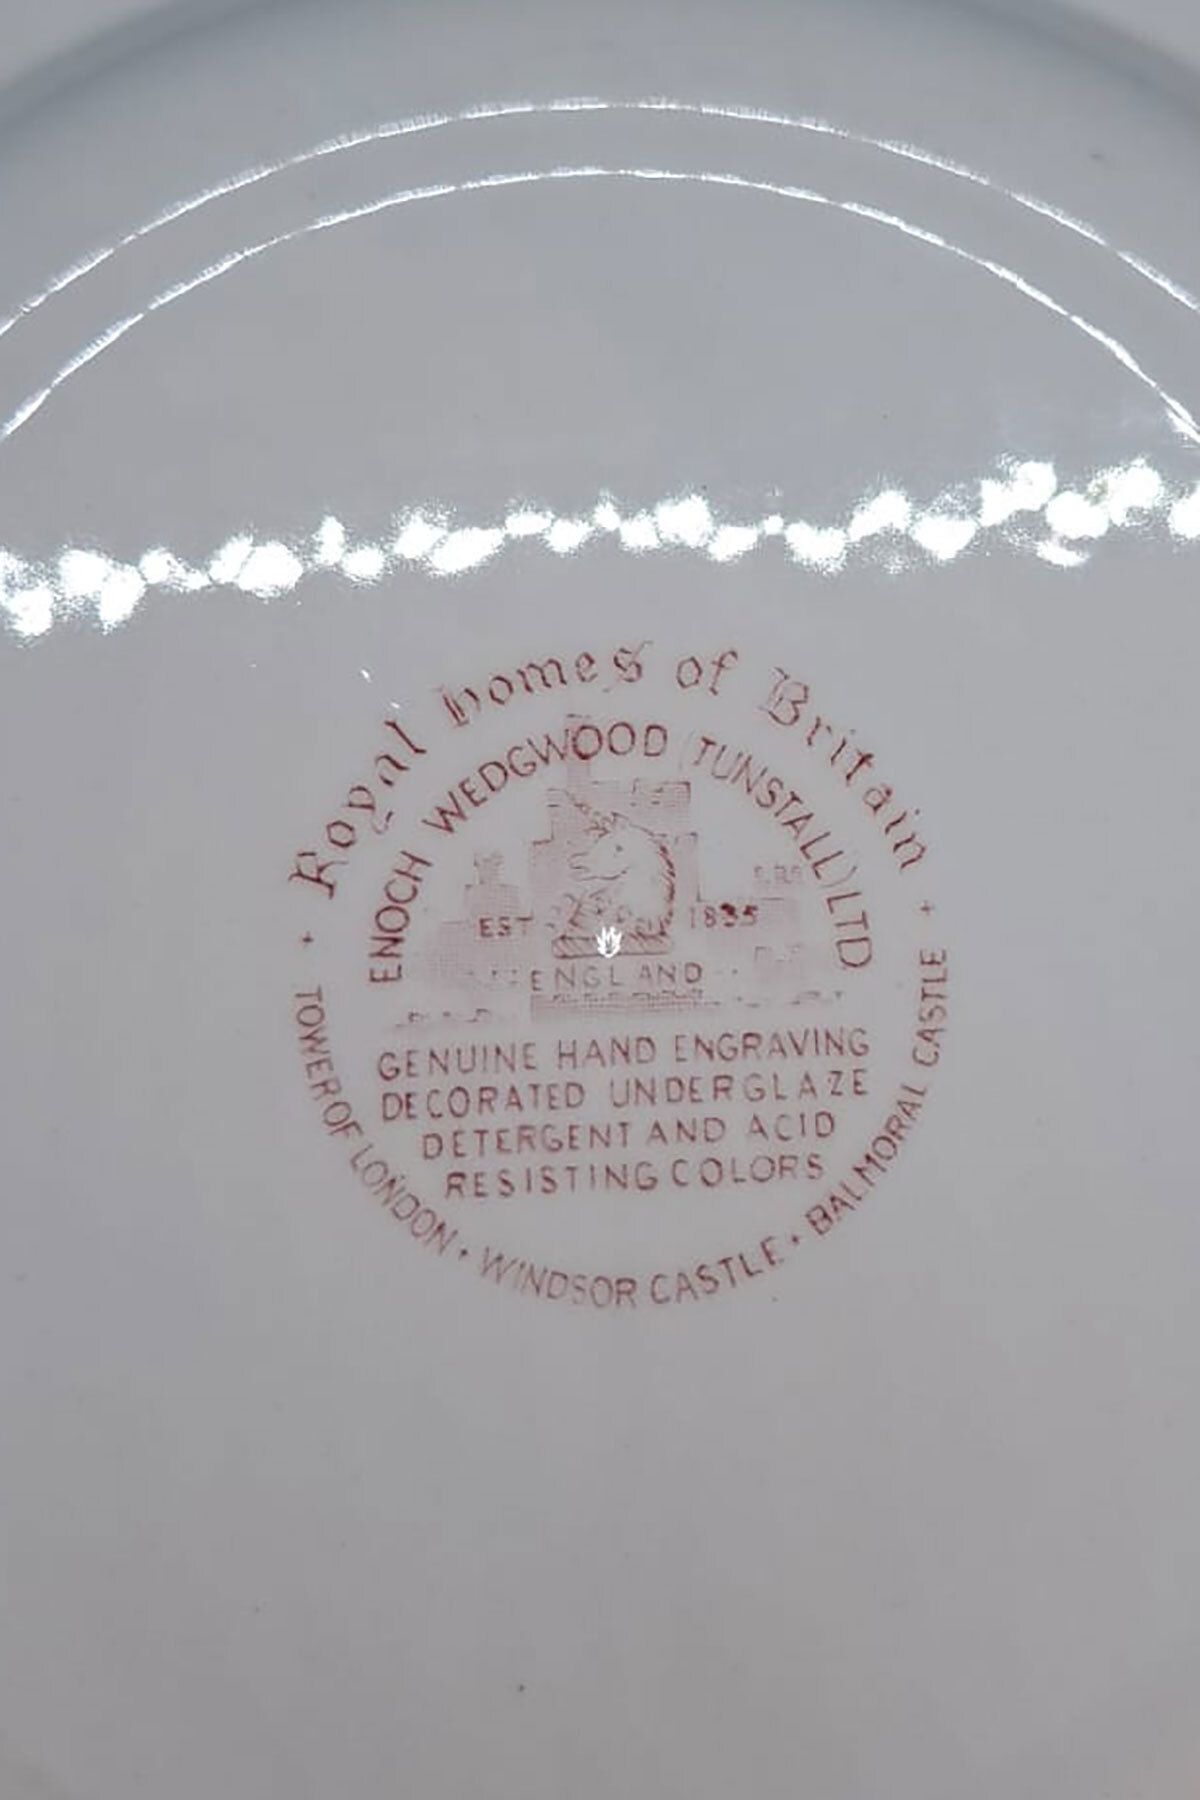 Royal Homes of Britain
ENOCH WEDGWOOD (TUNSTALL) LTD
EST 1835
ENGLAND
GENUINE HAND ENGRAVING
DECORATED UNDERGLAZE
DETERGENT AND ACID
RESISTING COLORS
+ TOWER OF LONDON • WINDSOR CASTLE • BALMORAL CASTLE +